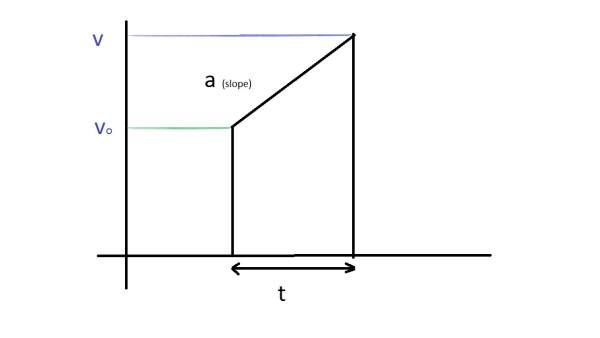 v
a (slope)
v₀
t